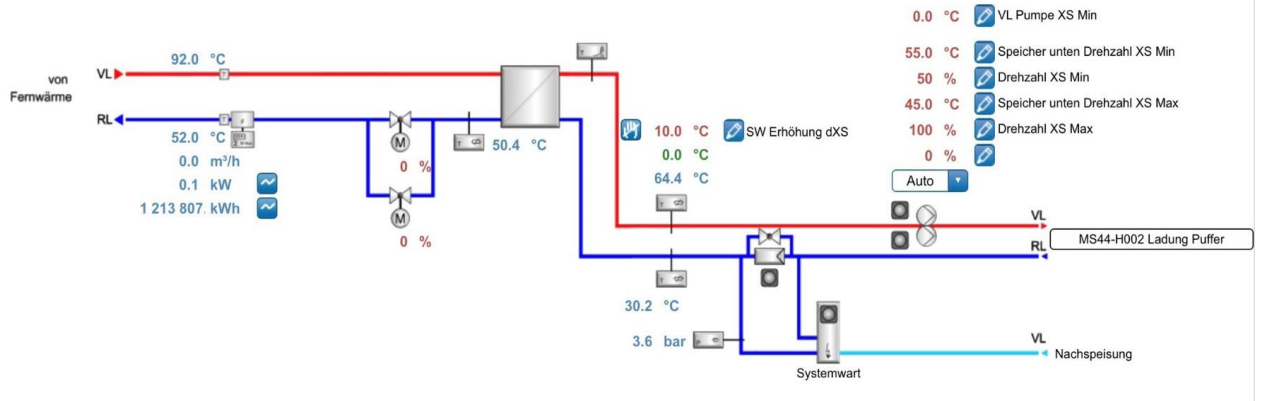 0.0 °C VL Pumpe XS Min
55.0 °C Speicher unten Drehzahl XS Min
50 % Drehzahl XS Min
45.0 °C Speicher unten Drehzahl XS Max
100 % Drehzahl XS Max
0 %
Auto
92.0 °C
von
Fernwärme
VL
RL
52.0 °C
0.0 m³/h
0.1 kW
1 213 807. kWh
M
0 %
M
0 %
50.4 °C
10.0 °C SW Erhöhung dXS
0.0 °C
64.4 °C
VL
RL
MS44-H002 Ladung Puffer
30.2 °C
3.6 bar
VL
Nachspeisung
Systemwart